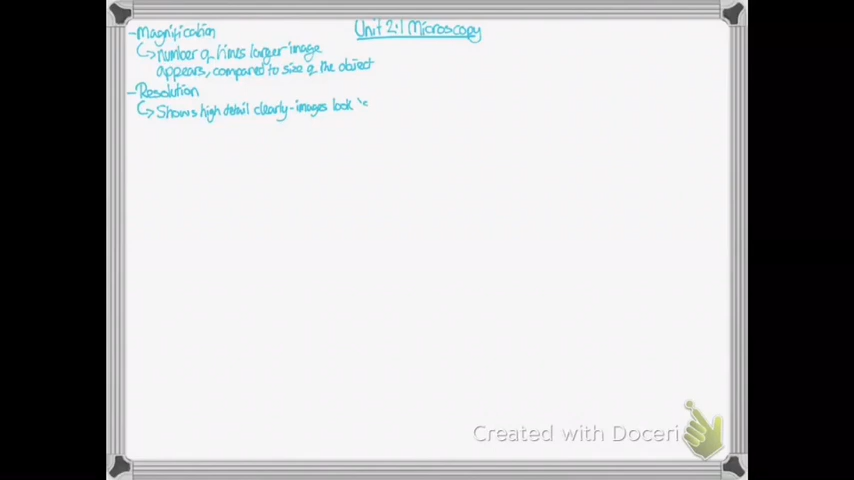 Unit 2.1 Microscopy
-Magnification
↳number of times larger image
appears, compared to size of the object
-Resolution
↳Shows high detail clearly-images look
Created with Doceri